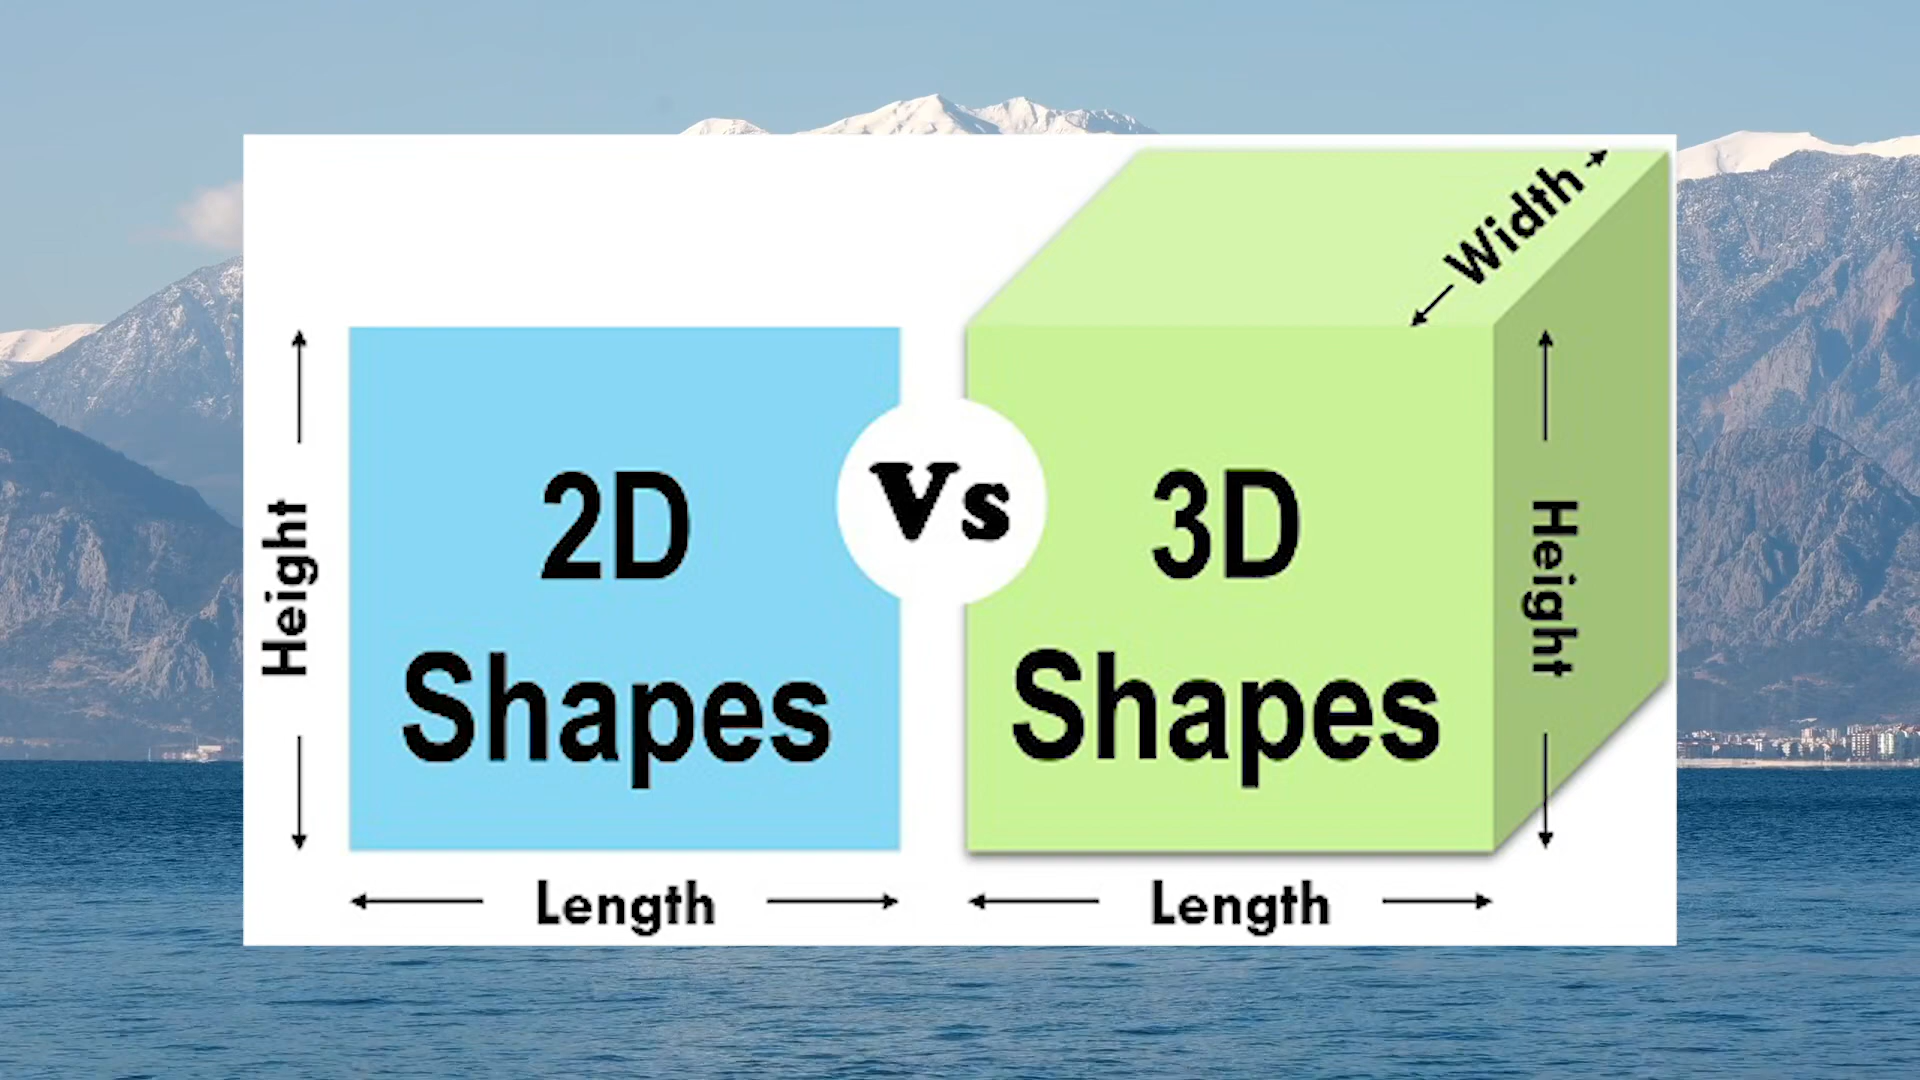 Width
2D
Shapes
Vs
3D
Shapes
Height
Height
Length
Length